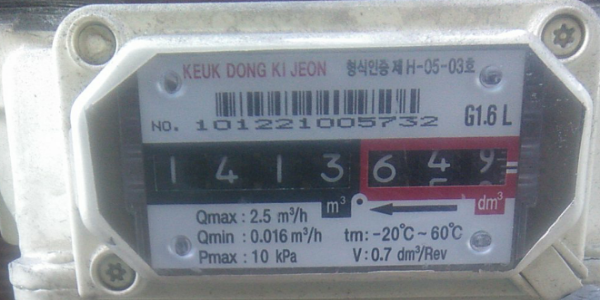 KEUK DONG KI JEON 형식인증 제 H-05-03호
NO. 101221005732 G1.6 L
1 4 1 3 6 4 9
m³ dm³
Qmax : 2.5 m³/h
Qmin : 0.016 m³/h tm: -20℃ ~ 60℃
Pmax : 10 kPa V: 0.7 dm³/Rev